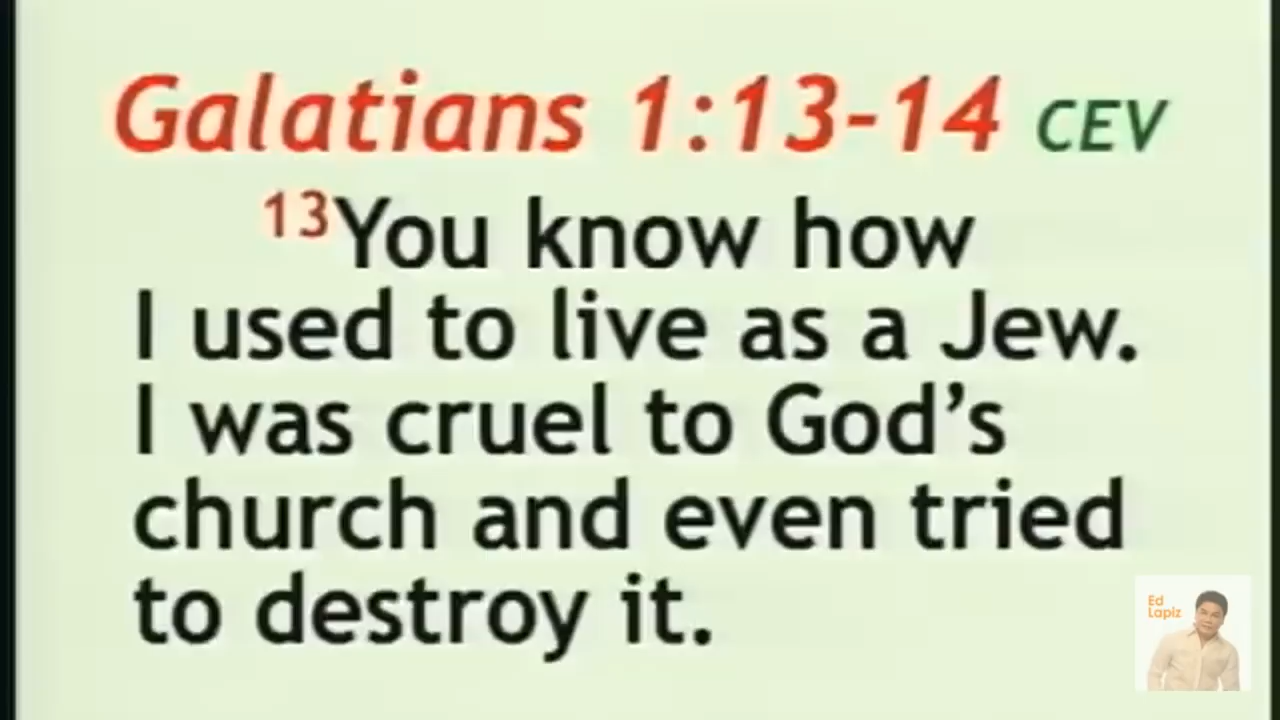 Galatians 1:13-14 CEV
13You know how
I used to live as a Jew.
I was cruel to God’s
church and even tried
to destroy it.
Ed
Lapiz